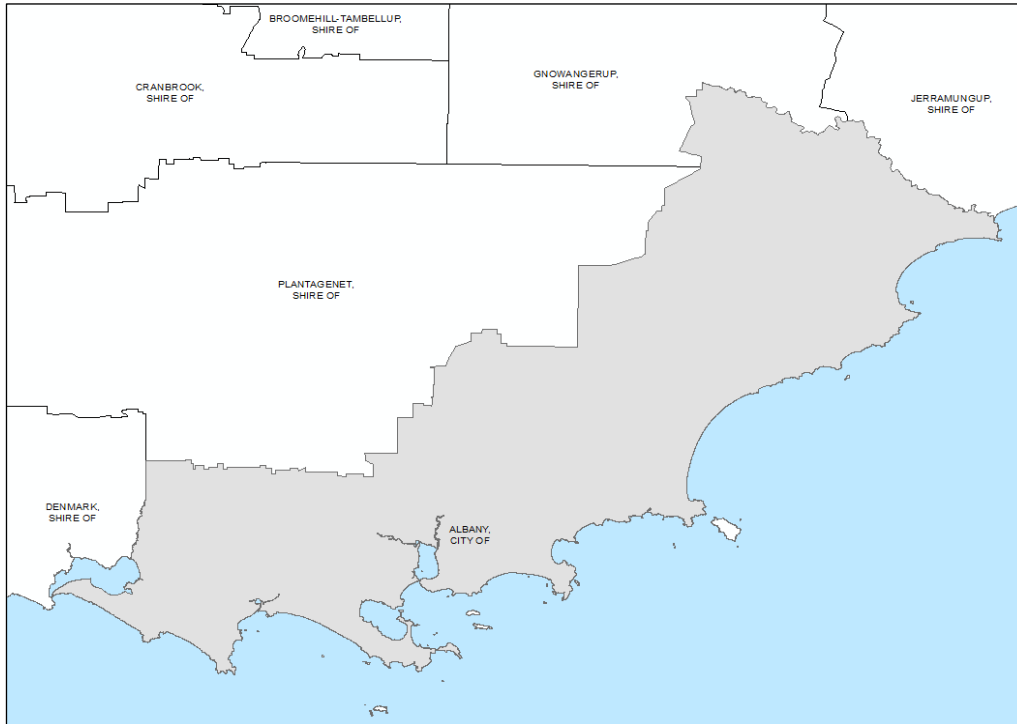 BROOMEHILL-TAMBELLUP,
SHIRE OF
CRANBROOK,
SHIRE OF
GNOWANGERUP,
SHIRE OF
JERRAMUNGUP,
SHIRE OF
PLANTAGENET,
SHIRE OF
DENMARK,
SHIRE OF
ALBANY,
CITY OF